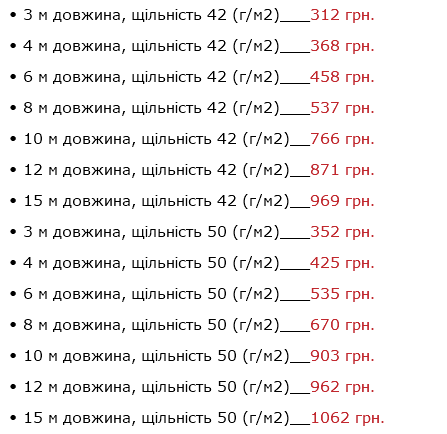 • 3 м довжина, щільність 42 (г/м2)___312 грн.
• 4 м довжина, щільність 42 (г/м2)___368 грн.
• 6 м довжина, щільність 42 (г/м2)___458 грн.
• 8 м довжина, щільність 42 (г/м2)___537 грн.
• 10 м довжина, щільність 42 (г/м2)__766 грн.
• 12 м довжина, щільність 42 (г/м2)__871 грн.
• 15 м довжина, щільність 42 (г/м2)__969 грн.
• 3 м довжина, щільність 50 (г/м2)___352 грн.
• 4 м довжина, щільність 50 (г/м2)___425 грн.
• 6 м довжина, щільність 50 (г/м2)___535 грн.
• 8 м довжина, щільність 50 (г/м2)___670 грн.
• 10 м довжина, щільність 50 (г/м2)__903 грн.
• 12 м довжина, щільність 50 (г/м2)__962 грн.
• 15 м довжина, щільність 50 (г/м2)__1062 грн.